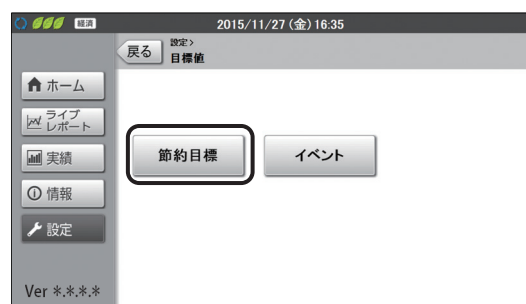 経済
2015/11/27 (金) 16:35
戻る
設定>
目標値
ホーム
ライブ
レポート
実績
情報
設定
Ver *.*.*.*
節約目標
イベント